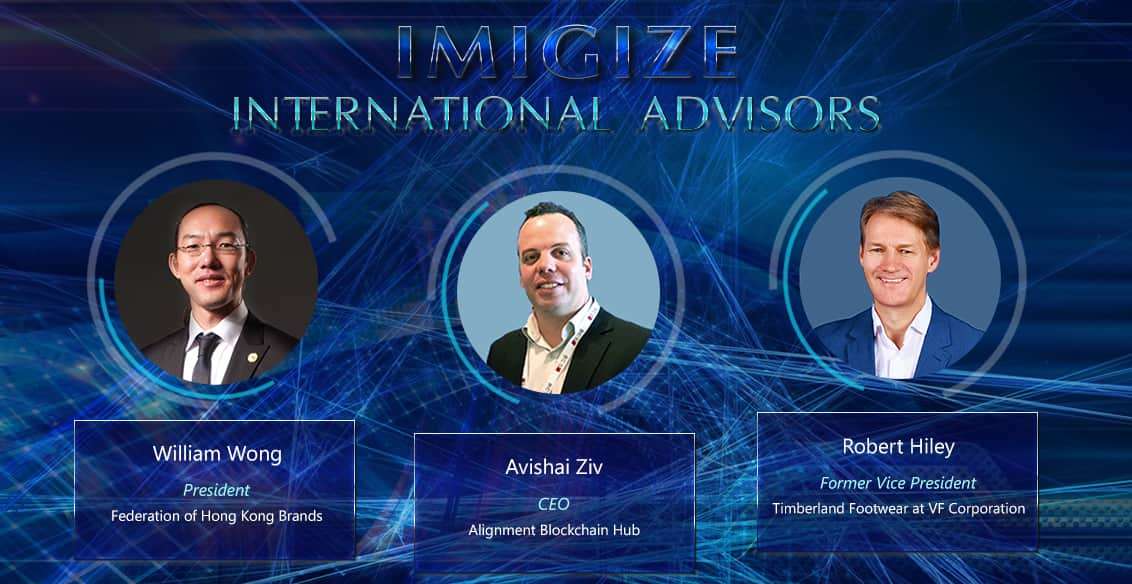 IMIGIZE
INTERNATIONAL ADVISORS
William Wong
President
Federation of Hong Kong Brands
Avishai Ziv
CEO
Alignment Blockchain Hub
Robert Hiley
Former Vice President
Timberland Footwear at VF Corporation